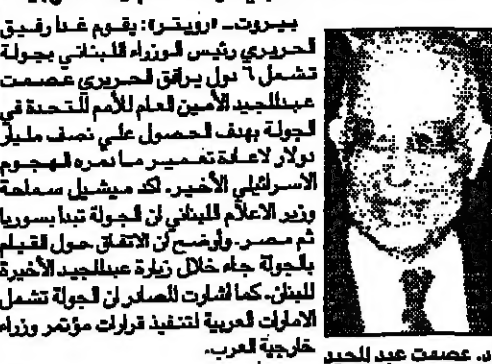 بيروت ـ «رويتر»: يقوم غدا رفيق
الحريري رئيس الوزراء اللبناني بجولة
تشمل ٦ دول يرافق الحريري عصمت
عبدالمجيد الأمين العام للأمم المتحدة في
الجولة بهدف الحصول على نصف مليار
دولار لاعادة تعمير ما دمره الهجوم
الاسرائيلي الأخير. أكد ميشيل سماحة
وزير الاعلام اللبناني أن الجولة تبدأ بسوريا
ثم مصر. وأوضح أن الاتفاق حول القيام
بالجولة جاء خلال زيارة عبدالمجيد الأخيرة
للبنان. كما أشارت المصادر أن الجولة تشمل
الامارات العربية لتنفيذ قرارات مؤتمر وزراء
خارجية العرب.
د. عصمت عبد المجيد